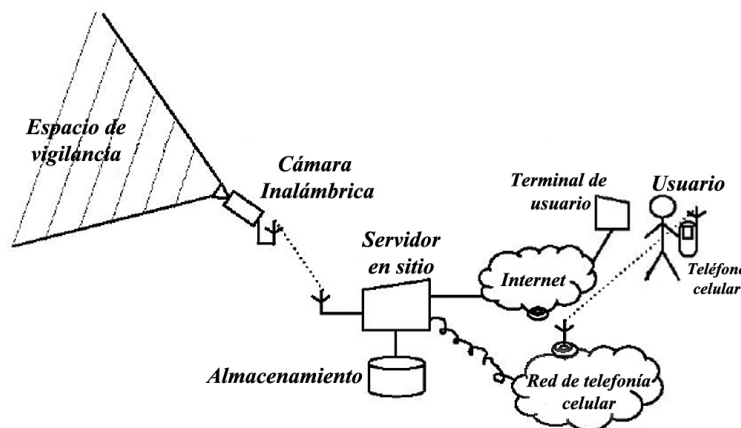 Espacio de
vigilancia
Cámara
Inalámbrica
Servidor
en sitio
Almacenamiento
Terminal de
usuario
Internet
Usuario
Teléfono
celular
Red de telefonía
celular